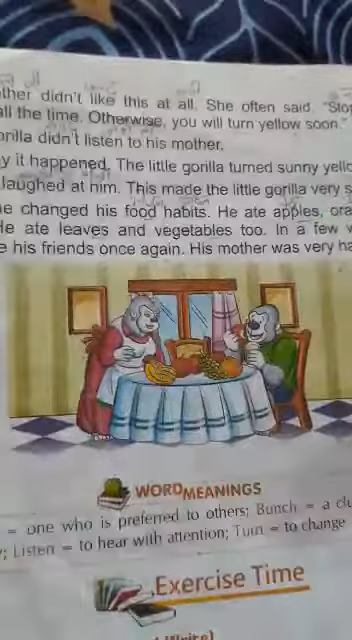 ther didn't like this at all. She often said, "Stop
all the time. Otherwise, you will turn yellow soon."
orilla didn't listen to his mother.
y it happened. The little gorilla turned sunny yello
laughed at him. This made the little gorilla very s
he changed his food habits. He ate apples, ora
He ate leaves and vegetables too. In a few w
e his friends once again. His mother was very ha
WORD MEANINGS
= one who is preferred to others; Bunch = a clu
; Listen = to hear with attention; Turn = to change
Exercise Time